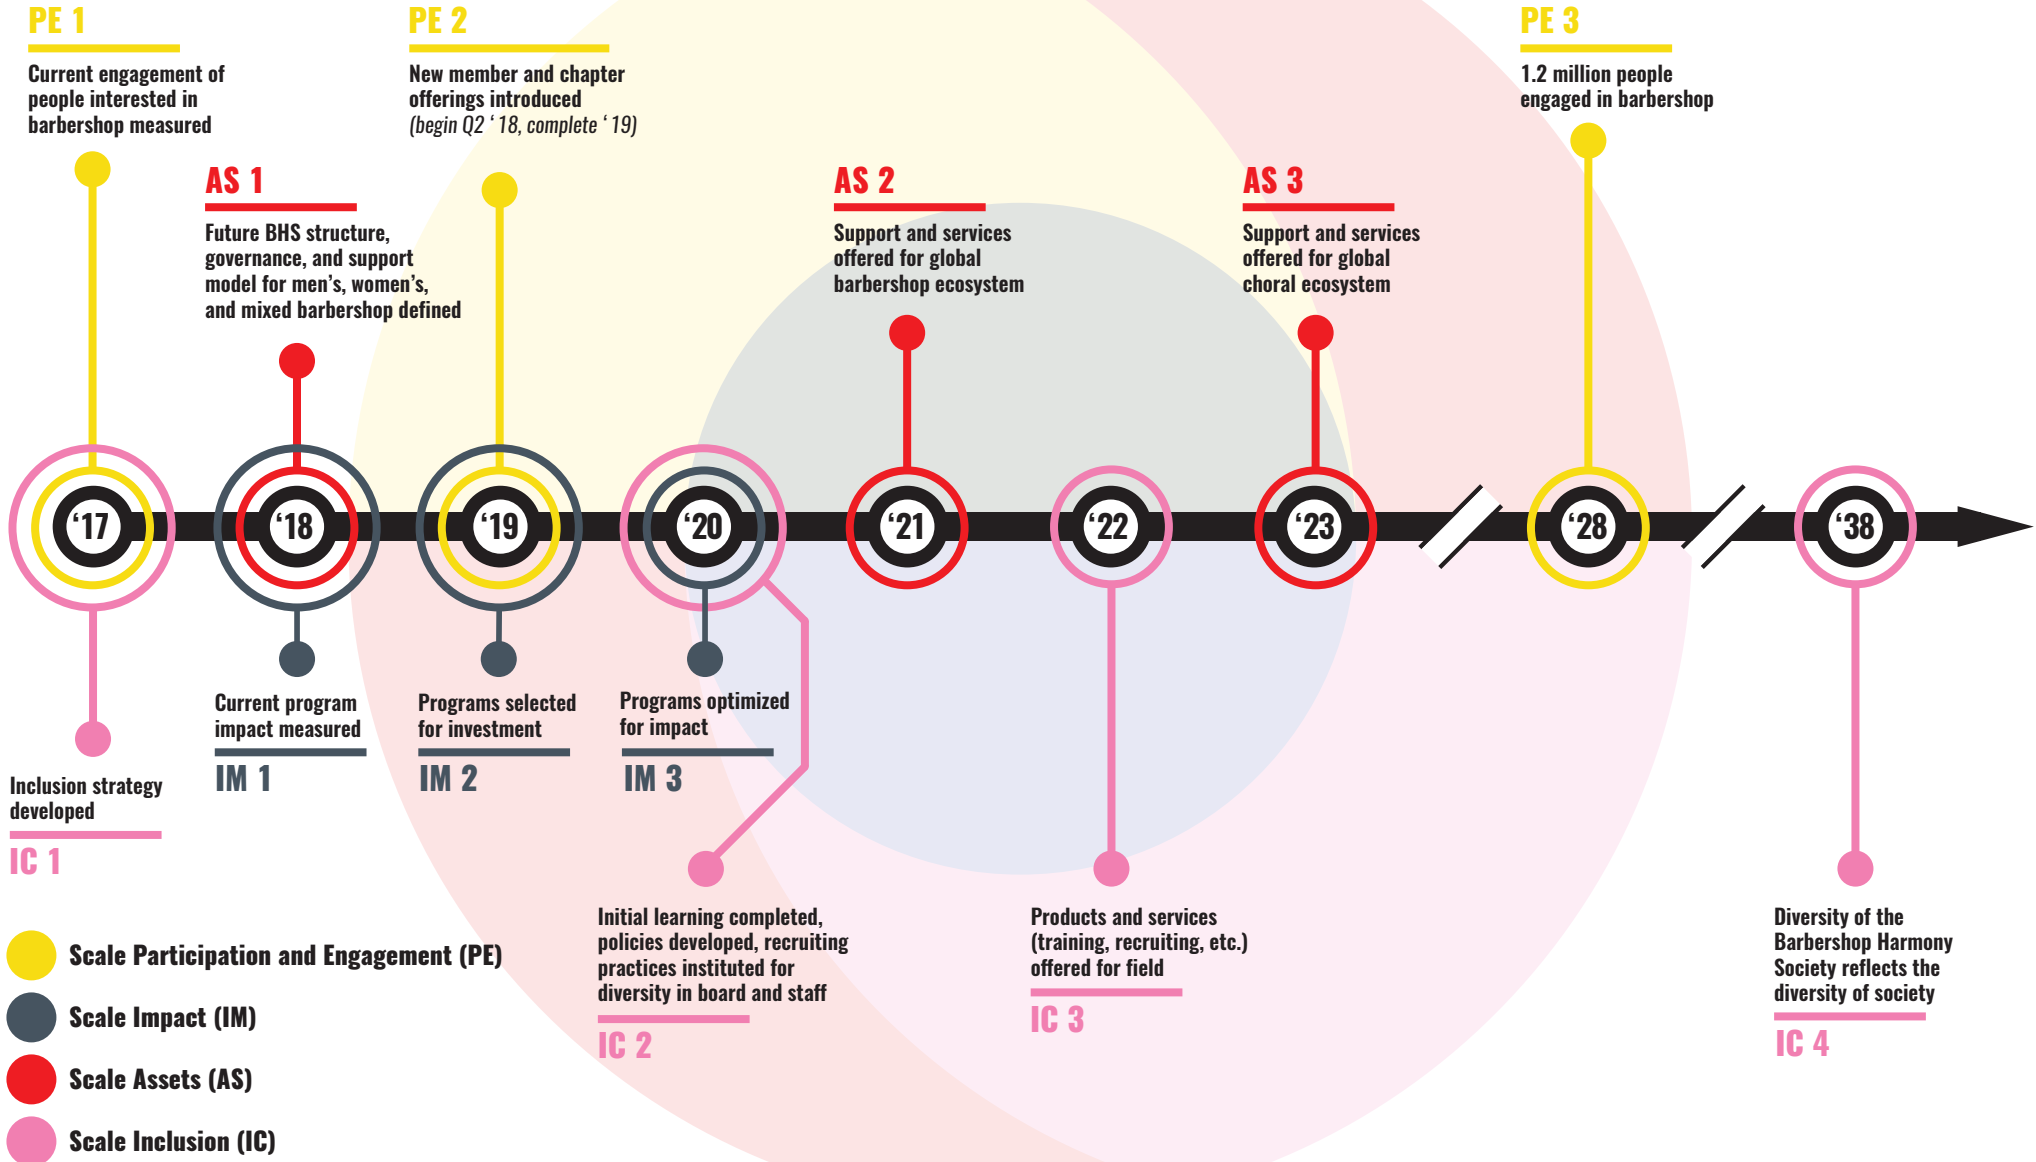 PE 1
Current engagement of
people interested in
barbershop measured
PE 2
New member and chapter
offerings introduced
(begin Q2 ‘ 18, complete ‘ 19)
PE 3
1.2 million people
engaged in barbershop
AS 1
Future BHS structure,
governance, and support
model for men’s, women’s,
and mixed barbershop defined
AS 2
Support and services
offered for global
barbershop ecosystem
AS 3
Support and services
offered for global
choral ecosystem
‘17
‘18
‘19
‘20
‘21
‘22
‘23
‘28
‘38
Inclusion strategy
developed
IC 1
Current program
impact measured
IM 1
Programs selected
for investment
IM 2
Programs optimized
for impact
IM 3
Initial learning completed,
policies developed, recruiting
practices instituted for
diversity in board and staff
IC 2
Products and services
(training, recruiting, etc.)
offered for field
IC 3
Diversity of the
Barbershop Harmony
Society reflects the
diversity of society
IC 4
Scale Participation and Engagement (PE)
Scale Impact (IM)
Scale Assets (AS)
Scale Inclusion (IC)